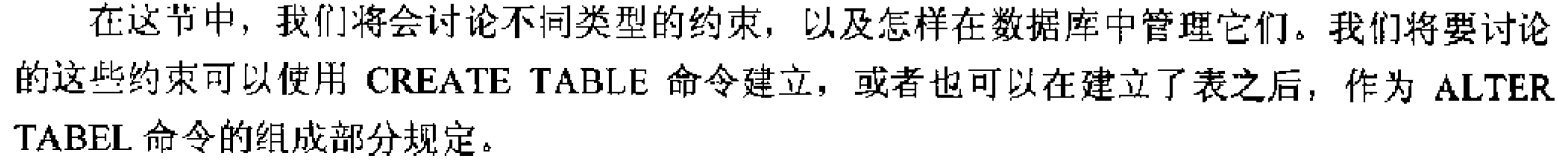 在这节中，我们将会讨论不同类型的约束，以及怎样在数据库中管理它们。我们将要讨论
的这些约束可以使用 CREATE TABLE 命令建立，或者也可以在建立了表之后，作为 ALTER
TABEL 命令的组成部分规定。